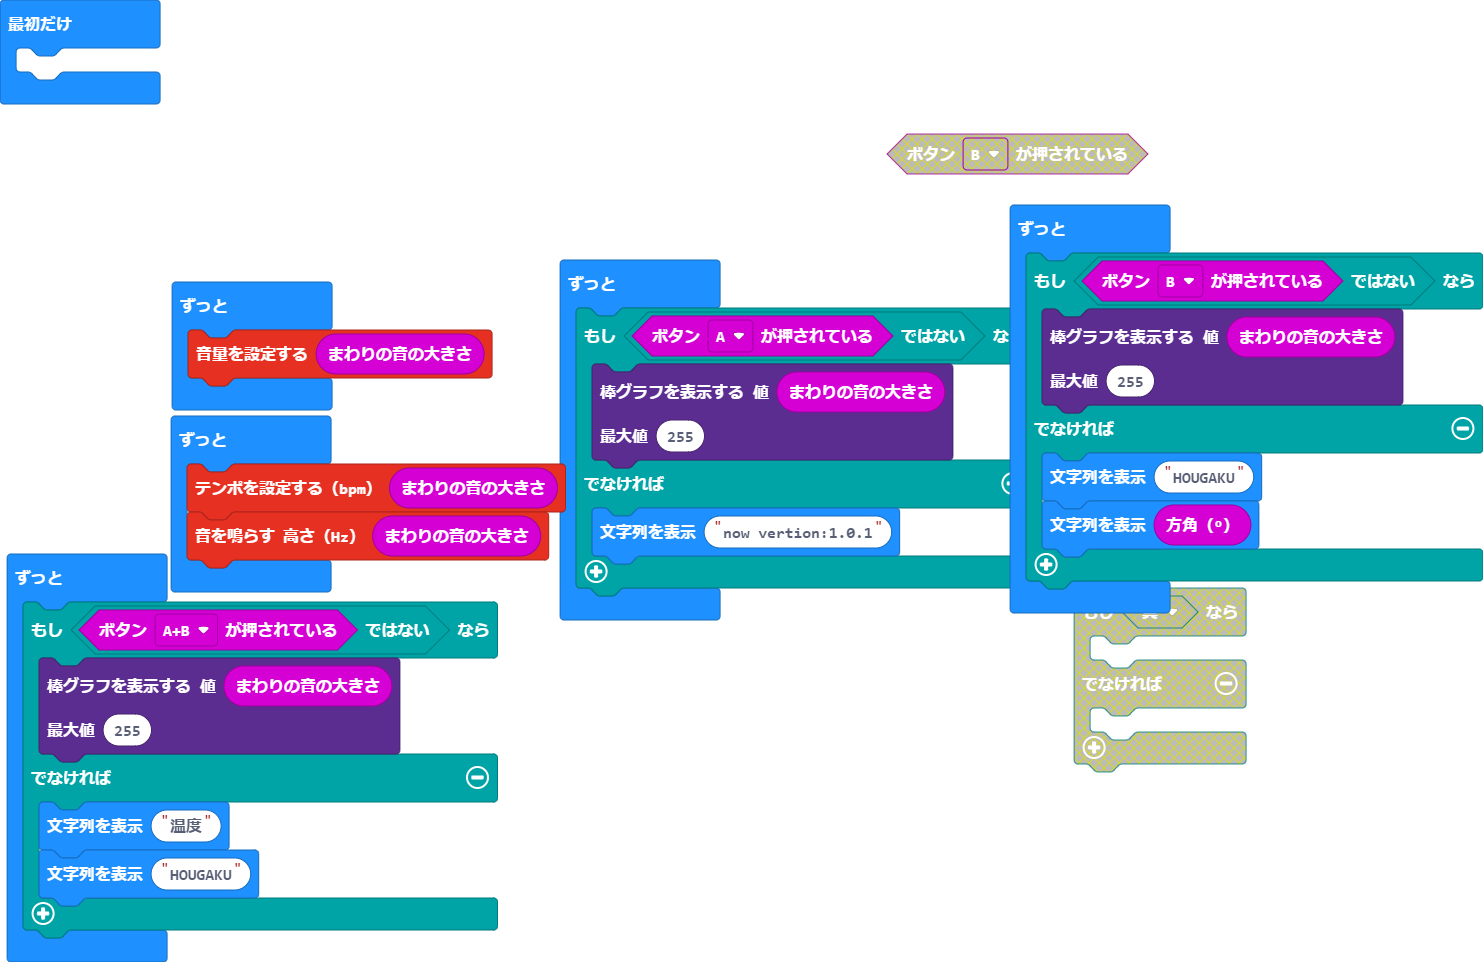 最初だけ
ボタン B が押されている
ずっと
もし ボタン B が押されている ではない なら
棒グラフを表示する 値 まわりの音の大きさ
最大値 255
でなければ
文字列を表示 "HOUGAKU"
文字列を表示 方角 (°)
ずっと
もし ボタン A が押されている ではない な
棒グラフを表示する 値 まわりの音の大きさ
最大値 255
でなければ
文字列を表示 "now vertion:1.0.1"
ずっと
音量を設定する まわりの音の大きさ
ずっと
テンポを設定する (bpm) まわりの音の大きさ
音を鳴らす 高さ (Hz) まわりの音の大きさ
ずっと
もし ボタン A+B が押されている ではない なら
棒グラフを表示する 値 まわりの音の大きさ
最大値 255
でなければ
文字列を表示 "温度"
文字列を表示 "HOUGAKU"
もし 真 なら
でなければ